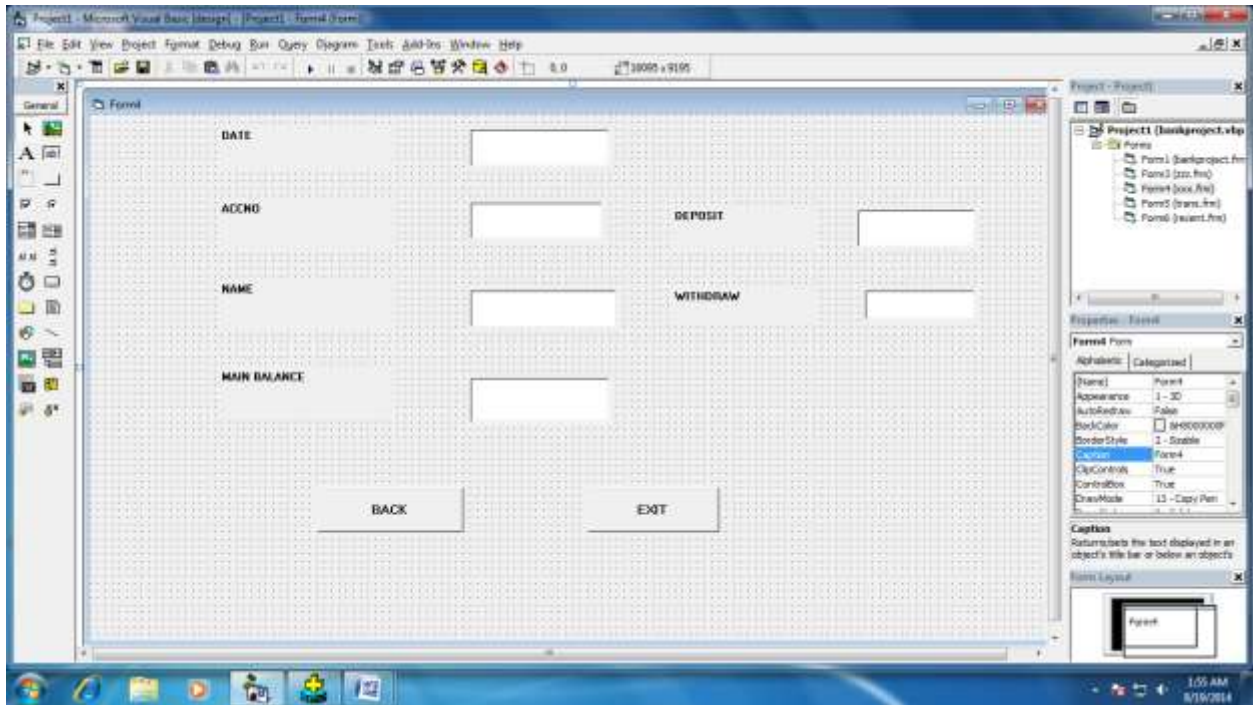 Project1 - Microsoft Visual Basic [design] - [Project1 - Form4 (Form)]
File Edit View Project Format Debug Run Query Diagram Tools Add-Ins Window Help
General
Form4
DATE
ACCNO
DEPOSIT
NAME
WITHDRAW
MAIN BALANCE
BACK
EXIT
Project - Project1
Project1 (bankproject.vbp
Forms
Form1 (bankproject.frm
Form3 (zzz.frm)
Form4 (xxx.frm)
Form5 (trans.frm)
Properties - Form4
Form4 Form
Alphabetic Categorized
(Name) Form4
Appearance 1 - 3D
AutoRedraw False
BackColor
BorderStyle 2 - Sizable
Caption Form4
ClipControls True
ControlBox True
DrawMode 13 - Copy Pen
Caption
Returns/sets the text displayed in an
object's title bar or below an object's
Form Layout
Form4
1:55 AM
8/19/2014